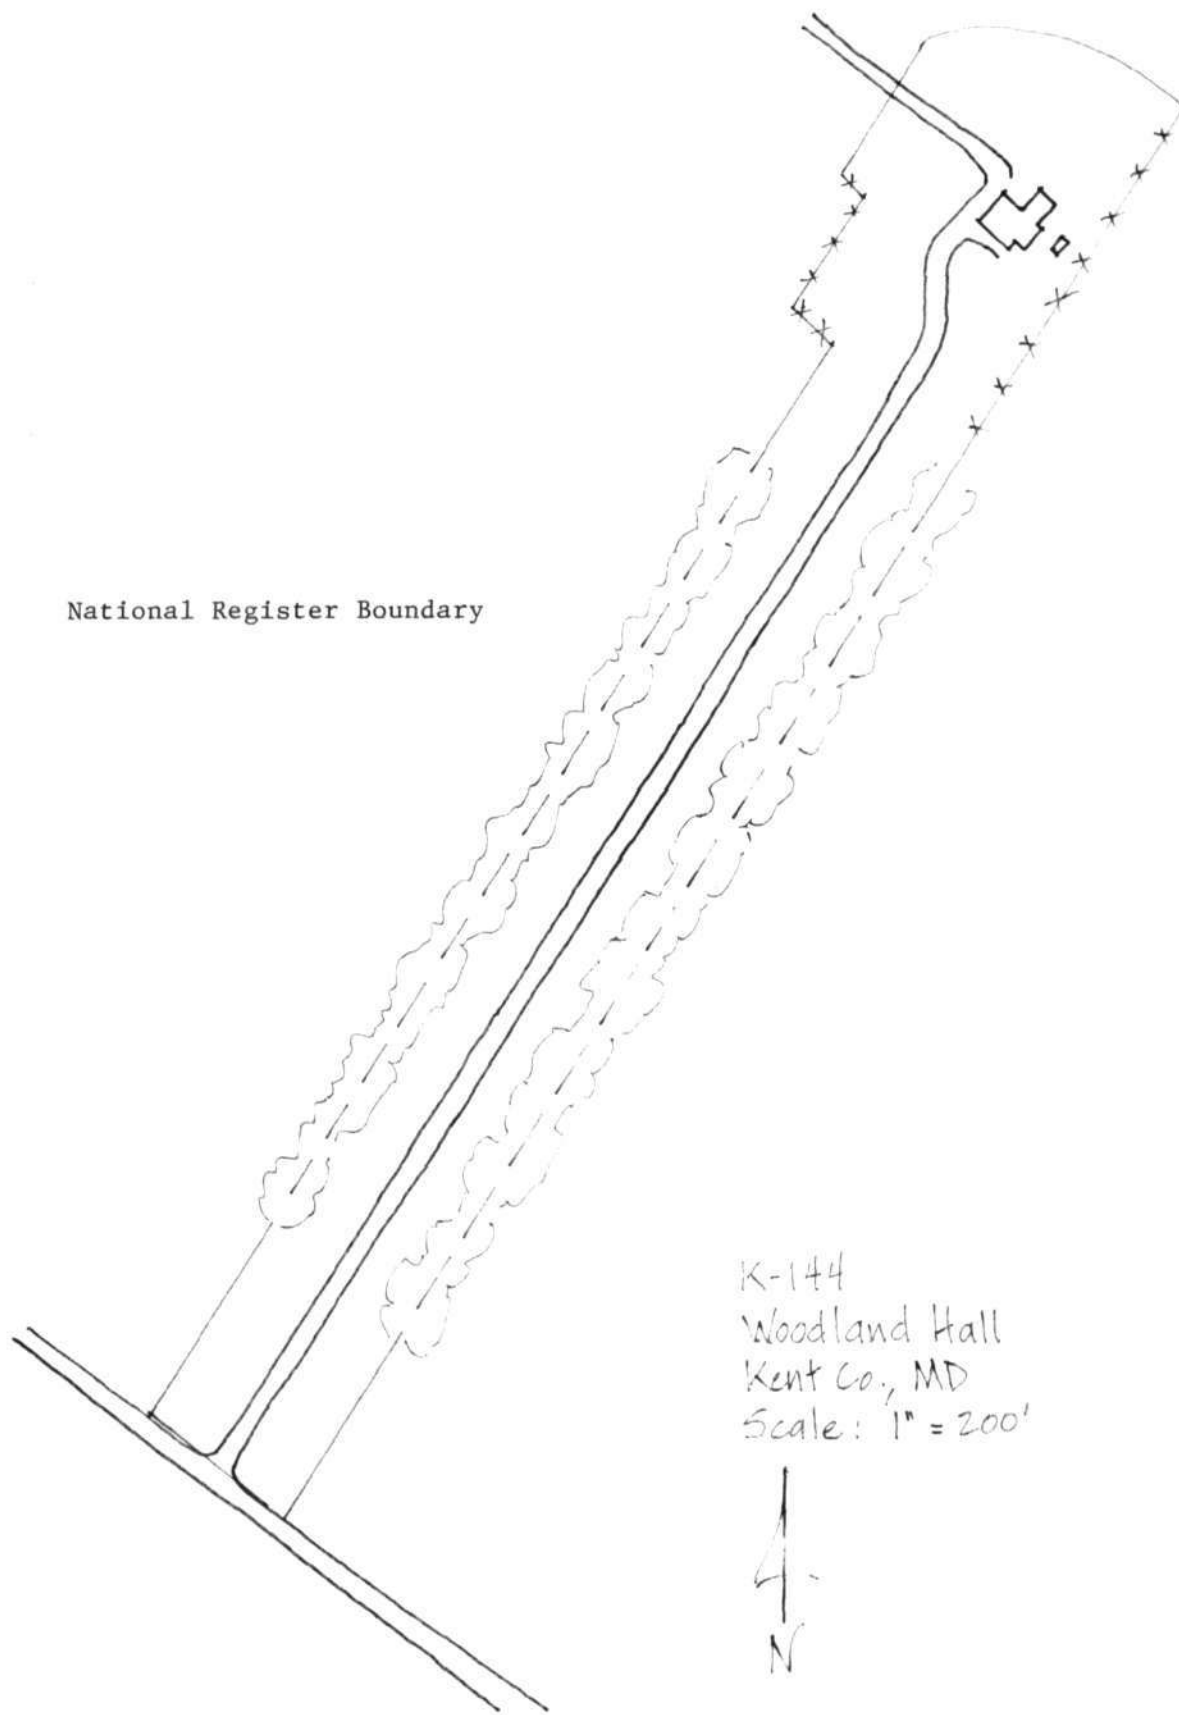 National Register Boundary
K-144
Woodland Hall
Kent Co., MD
Scale: 1" = 200'
N